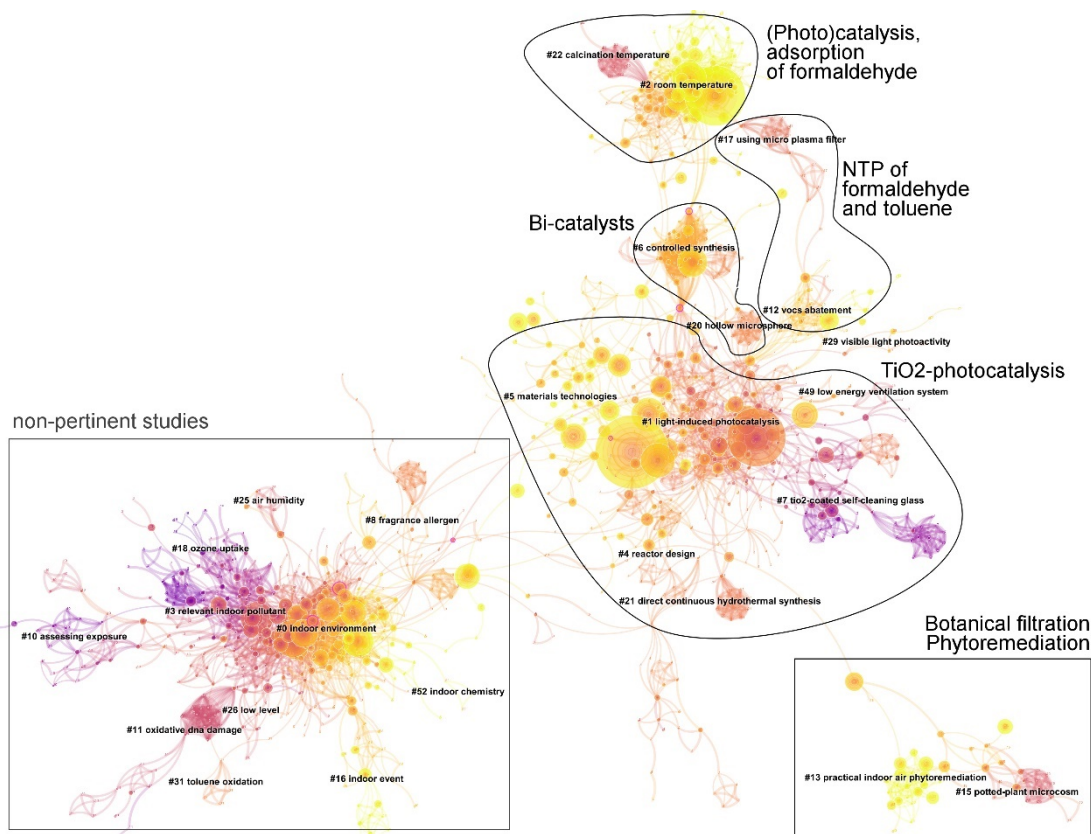 (Photo)catalysis,
adsorption
of formaldehyde
#22 calcination temperature
#2 room temperature
#17 using micro plasma filter
NTP of
formaldehyde
and toluene
Bi-catalysts
#6 controlled synthesis
#12 vocs abatement
#20 hollow microsphere
#29 visible light photoactivity
TiO2-photocatalysis
#5 materials technologies
#49 low energy ventilation system
#1 light-induced photocatalysis
#7 tio2-coated self-cleaning glass
#4 reactor design
#21 direct continuous hydrothermal synthesis
non-pertinent studies
#25 air humidity
#8 fragrance allergen
#18 ozone uptake
#3 relevant indoor pollutant
#0 indoor environment
#10 assessing exposure
#52 indoor chemistry
#26 low level
#11 oxidative dna damage
#31 toluene oxidation
#16 indoor event
Botanical filtration
Phytoremediation
#13 practical indoor air phytoremediation
#15 potted-plant microcosm